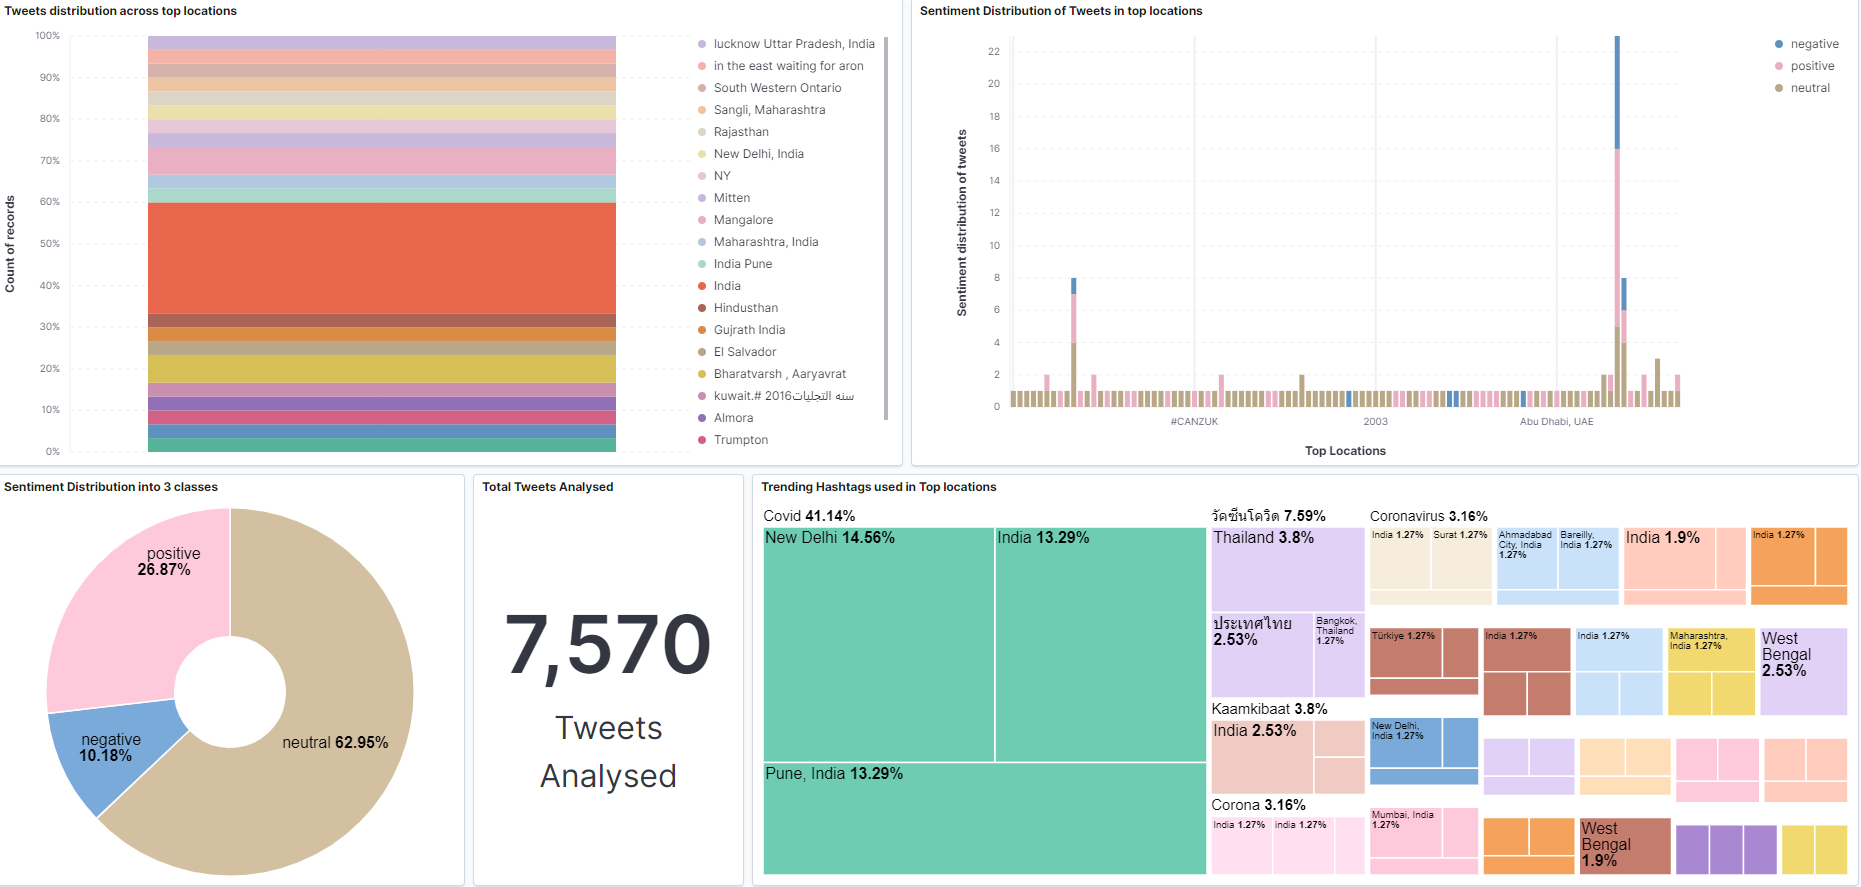 Tweets distribution across top locations
100%
90%
80%
70%
60%
50%
40%
30%
20%
10%
0%
Count of records
lucknow Uttar Pradesh, India
in the east waiting for aron
South Western Ontario
Sangli, Maharashtra
Rajasthan
New Delhi, India
NY
Mitten
Mangalore
Maharashtra, India
India Pune
India
Hindusthan
Gujrath India
El Salvador
Bharatvarsh , Aaryavrat
kuwait.# 2016سنه التجليات
Almora
Trumpton
Sentiment Distribution of Tweets in top locations
22
20
18
16
14
12
10
8
6
4
2
0
Sentiment distribution of tweets
#CANZUK
2003
Abu Dhabi, UAE
Top Locations
negative
positive
neutral
Sentiment Distribution into 3 classes
positive
26.87%
negative
10.18%
neutral 62.95%
Total Tweets Analysed
7,570
Tweets
Analysed
Trending Hashtags used in Top locations
Covid 41.14%
New Delhi 14.56%
India 13.29%
Pune, India 13.29%
วัคซีนโควิด 7.59%
Thailand 3.8%
ประเทศไทย
2.53%
Bangkok,
Thailand
1.27%
Kaamkibaat 3.8%
India 2.53%
Corona 3.16%
India 1.27%
india 1.27%
Coronavirus 3.16%
India 1.27%
Surat 1.27%
Ahmadabad
City, India
1.27%
Bareilly,
India 1.27%
India 1.9%
India 1.27%
Türkiye 1.27%
India 1.27%
India 1.27%
Maharashtra,
India 1.27%
West
Bengal
2.53%
New Delhi,
India 1.27%
Mumbai, India
1.27%
West
Bengal
1.9%